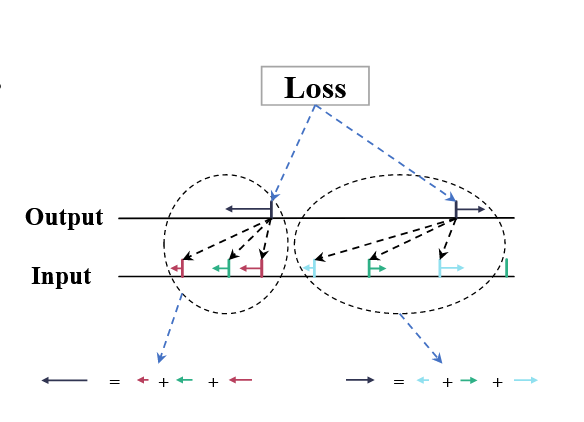 Loss
Output
Input
= + +
= + +